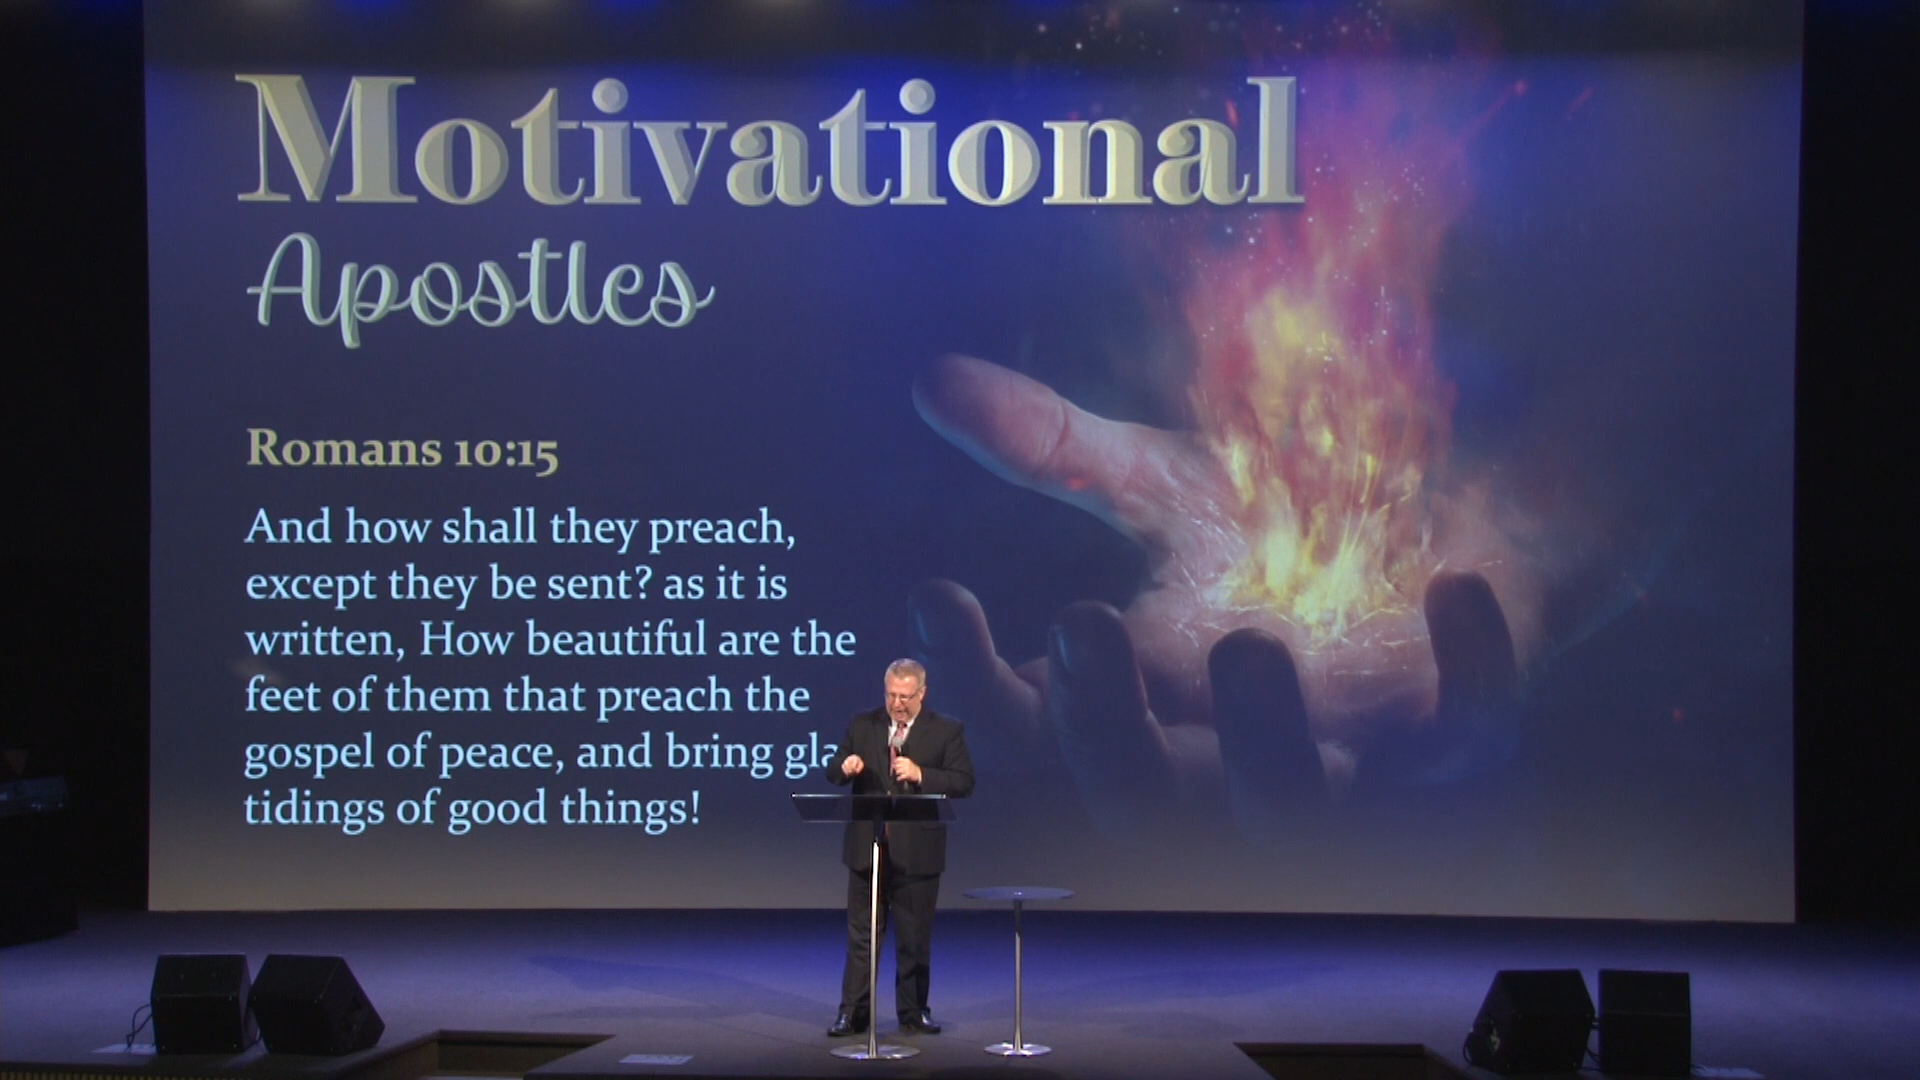 Motivational
Apostles
Romans 10:15
And how shall they preach,
except they be sent? as it is
written, How beautiful are the
feet of them that preach the
gospel of peace, and bring gla
tidings of good things!